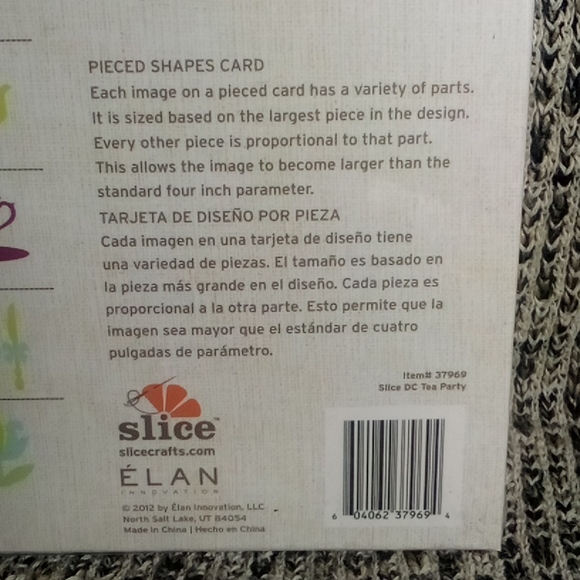 PIECED SHAPES CARD
Each image on a pieced card has a variety of parts.
It is sized based on the largest piece in the design.
Every other piece is proportional to that part.
This allows the image to become larger than the
standard four inch parameter.
TARJETA DE DISEÑO POR PIEZA
Cada imagen en una tarjeta de diseño tiene
una variedad de piezas. El tamaño es basado en
la pieza más grande en el diseño. Cada pieza es
proporcional a la otra parte. Esto permite que la
imagen sea mayor que el estándar de cuatro
pulgadas de parámetro.
Item# 37969
Slice DC Tea Party
slice™
slicecrafts.com
ÉLAN
INNOVATION
© 2012 by Élan Innovation, LLC
North Salt Lake, UT 84054
Made in China | Hecho en China
6 04062 37969 4